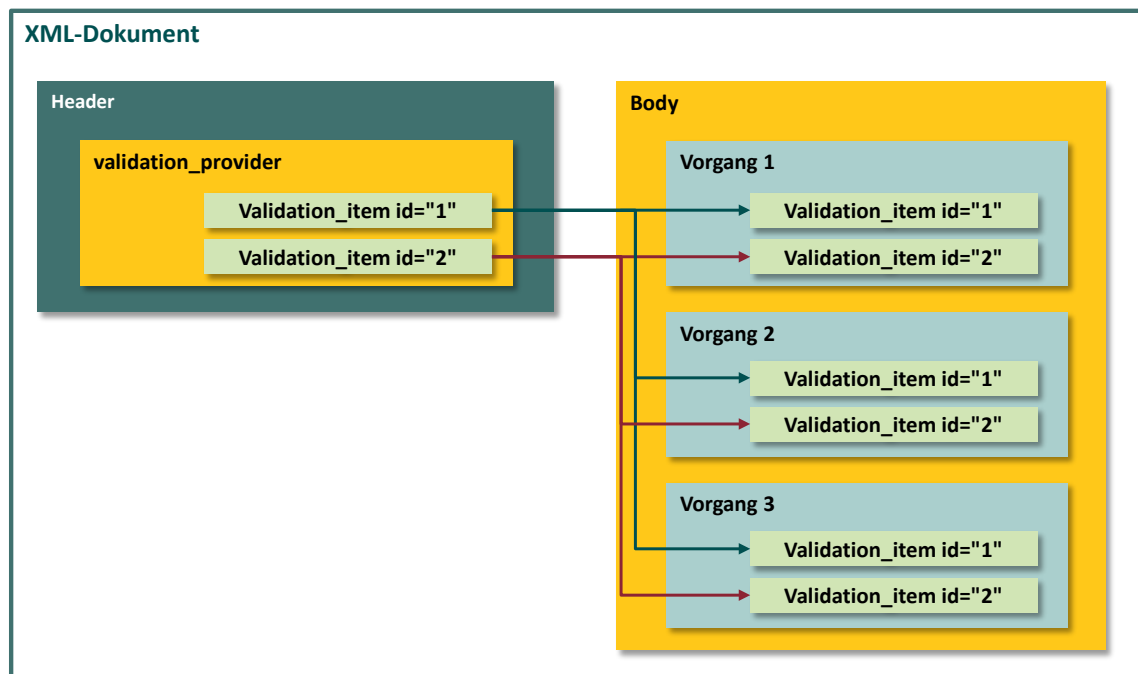 XML-Dokument
Header
validation_provider
Validation_item id="1"
Validation_item id="2"
Body
Vorgang 1
Validation_item id="1"
Validation_item id="2"
Vorgang 2
Validation_item id="1"
Validation_item id="2"
Vorgang 3
Validation_item id="1"
Validation_item id="2"